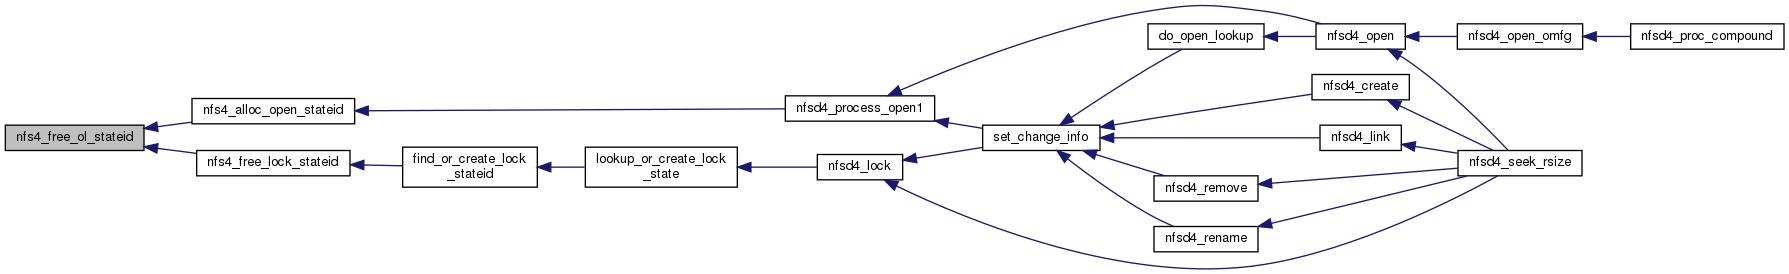 nfs4_free_ol_stateid
nfs4_alloc_open_stateid
nfs4_free_lock_stateid
find_or_create_lock
_stateid
lookup_or_create_lock
_state
nfsd4_process_open1
nfsd4_lock
set_change_info
do_open_lookup
nfsd4_remove
nfsd4_rename
nfsd4_open
nfsd4_create
nfsd4_link
nfsd4_open_omfg
nfsd4_seek_rsize
nfsd4_proc_compound